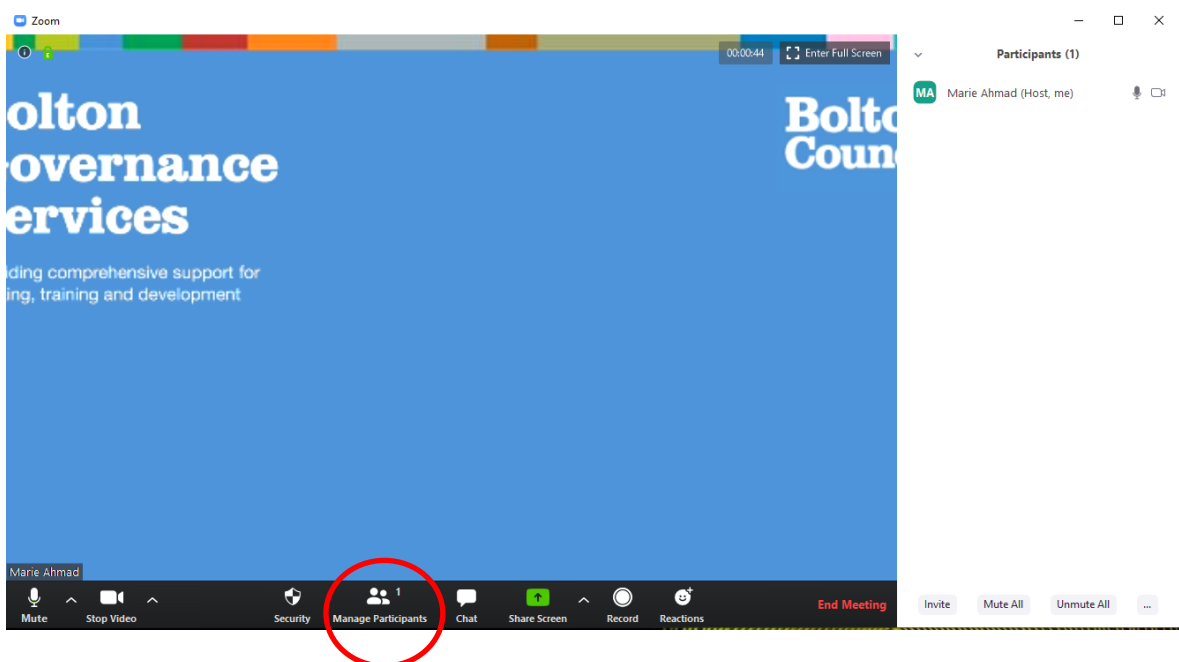 Zoom
00:00:44 Enter Full Screen
olton
overnance
ervices
ding comprehensive support for
ing, training and development
Bolto
Coun
Marie Ahmad
Mute
Stop Video
Security
Manage Participants
1
Chat
Share Screen
Record
Reactions
End Meeting
Participants (1)
MA Marie Ahmad (Host, me)
Invite
Mute All
Unmute All
...